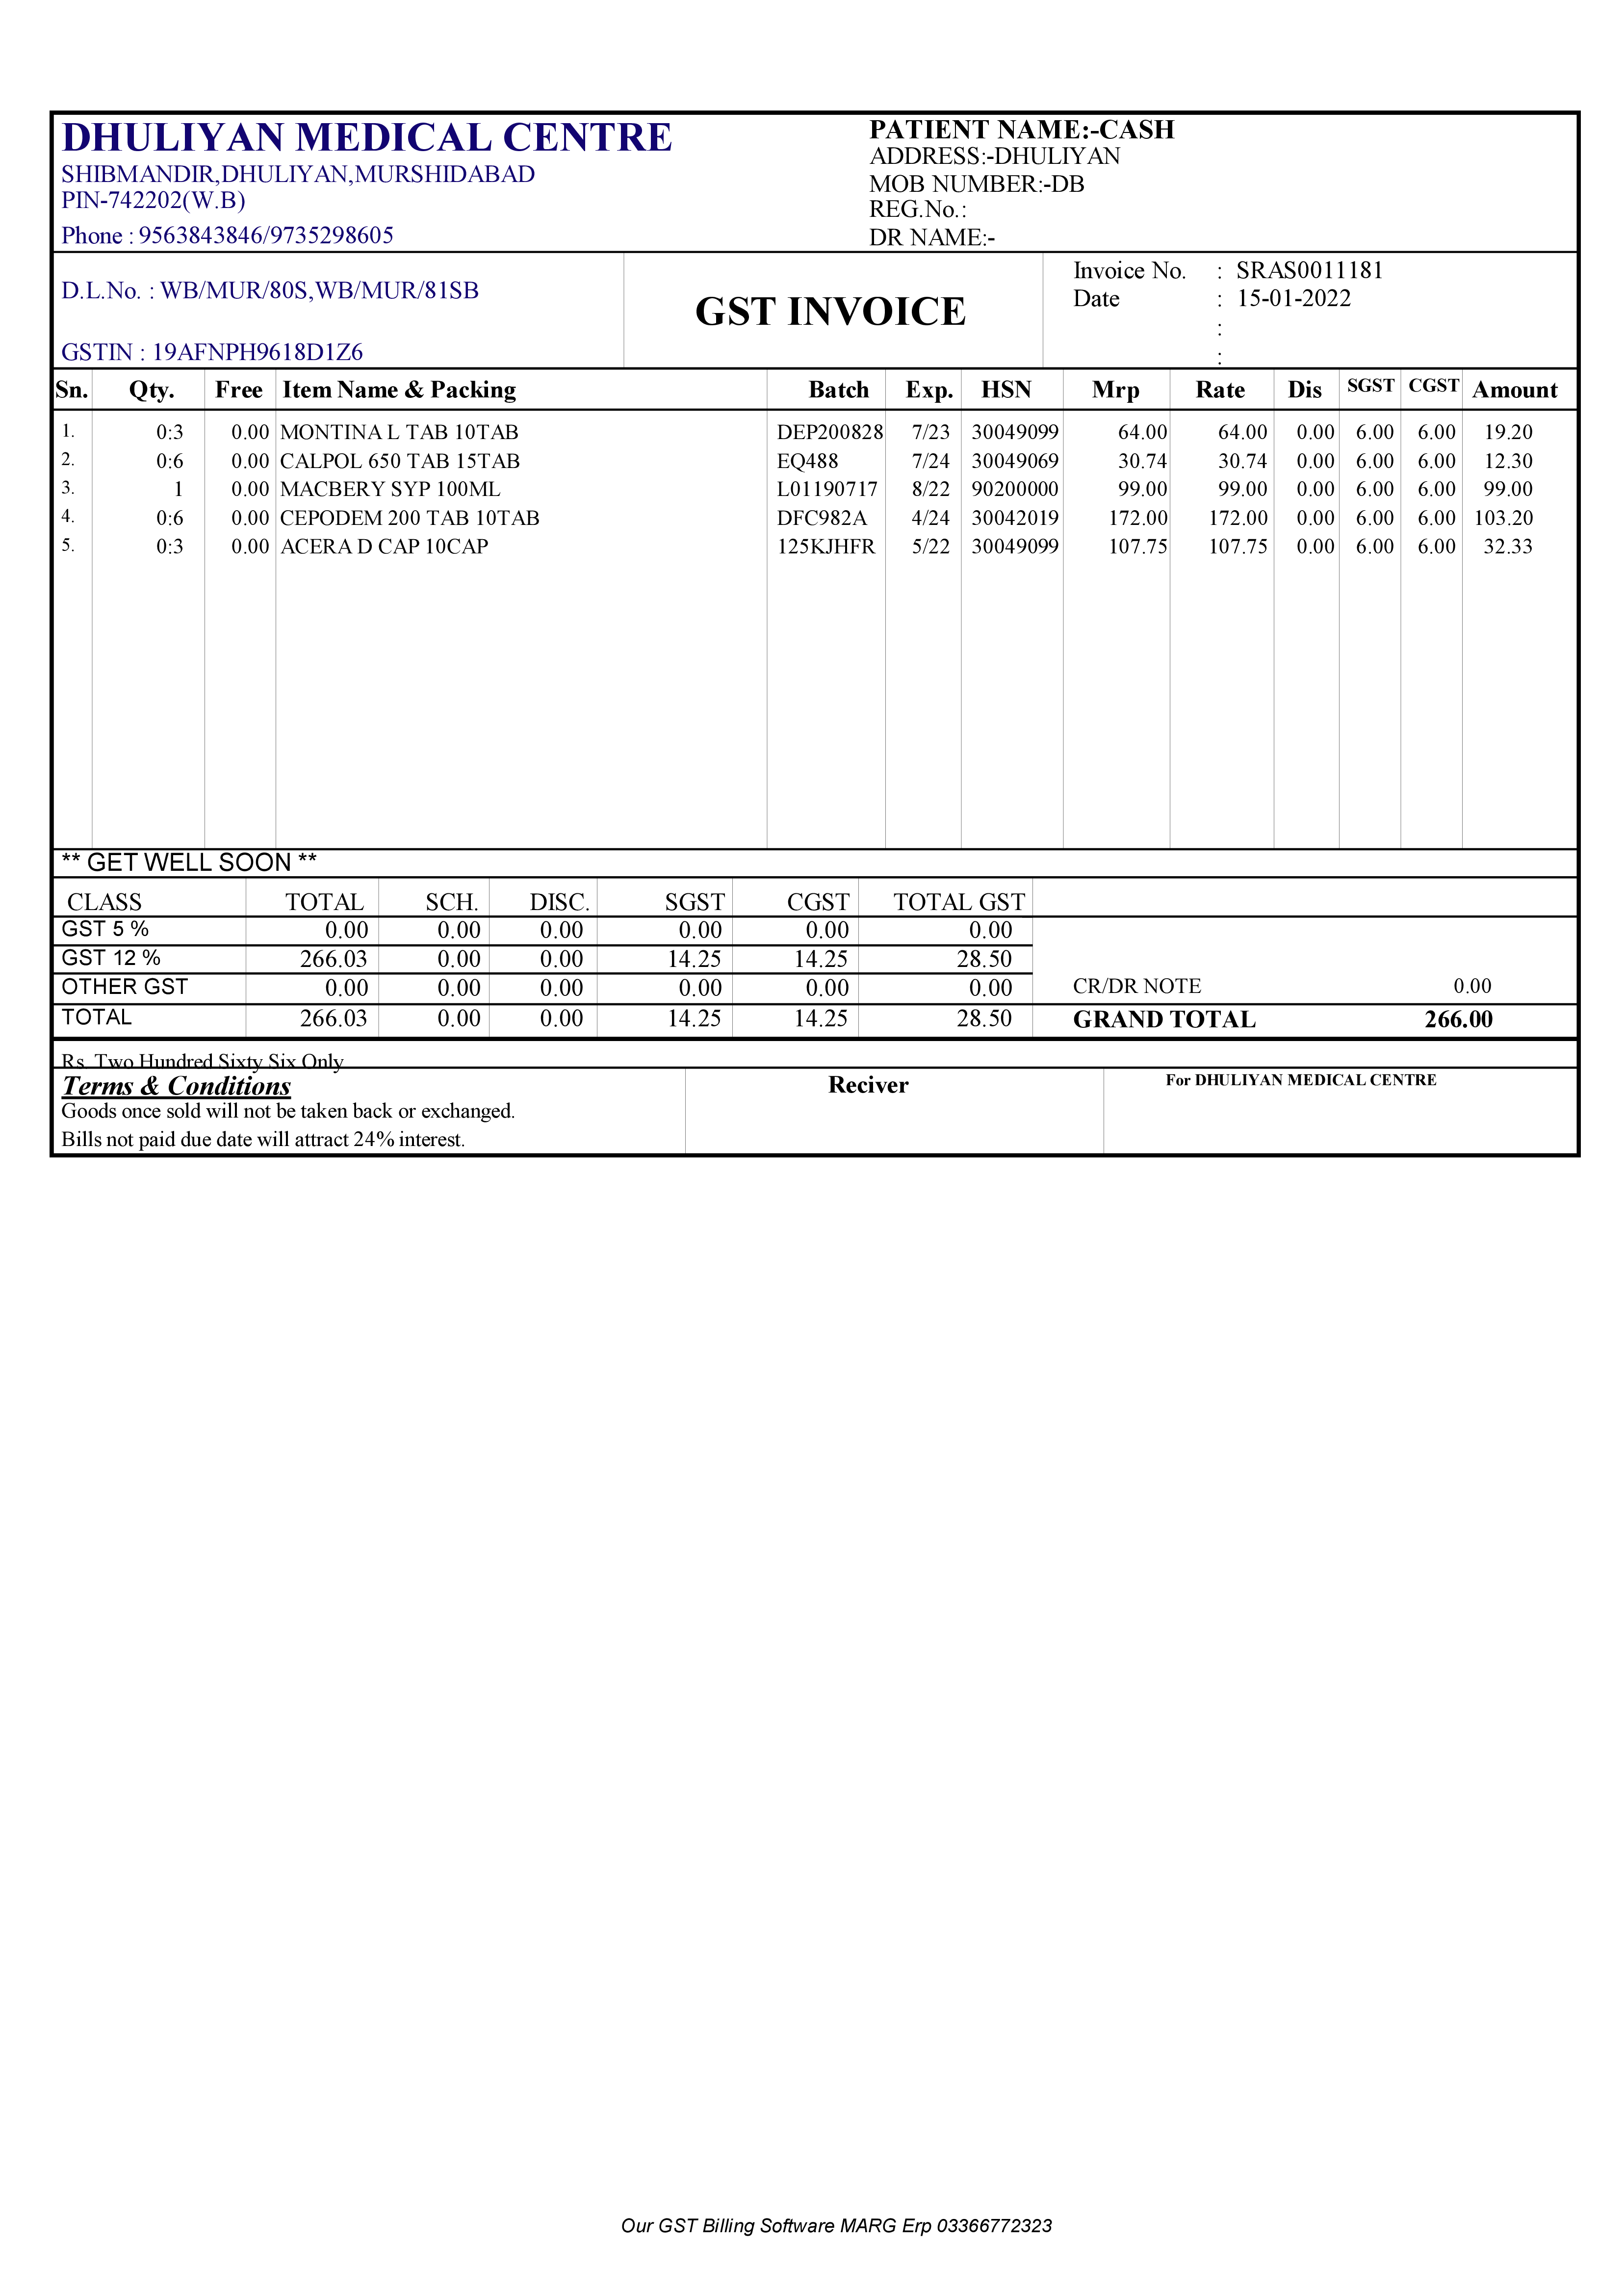 DHULIYAN MEDICAL CENTRE
SHIBMANDIR,DHULIYAN,MURSHIDABAD
PIN-742202(W.B)
Phone : 9563843846/9735298605
PATIENT NAME:-CASH
ADDRESS:-DHULIYAN
MOB NUMBER:-DB
REG.No.:
DR NAME:-
D.L.No. : WB/MUR/80S,WB/MUR/81SB
GSTIN : 19AFNPH9618D1Z6
GST INVOICE
Invoice No. : SRAS0011181
Date : 15-01-2022
:
:
Sn. Qty. Free Item Name & Packing Batch Exp. HSN Mrp Rate Dis SGST CGST Amount
1. 0:3 0.00 MONTINA L TAB 10TAB DEP200828 7/23 30049099 64.00 64.00 0.00 6.00 6.00 19.20
2. 0:6 0.00 CALPOL 650 TAB 15TAB EQ488 7/24 30049069 30.74 30.74 0.00 6.00 6.00 12.30
3. 1 0.00 MACBERY SYP 100ML L01190717 8/22 90200000 99.00 99.00 0.00 6.00 6.00 99.00
4. 0:6 0.00 CEPODEM 200 TAB 10TAB DFC982A 4/24 30042019 172.00 172.00 0.00 6.00 6.00 103.20
5. 0:3 0.00 ACERA D CAP 10CAP 125KJHFR 5/22 30049099 107.75 107.75 0.00 6.00 6.00 32.33
** GET WELL SOON **
CLASS TOTAL SCH. DISC. SGST CGST TOTAL GST
GST 5 % 0.00 0.00 0.00 0.00 0.00 0.00
GST 12 % 266.03 0.00 0.00 14.25 14.25 28.50
OTHER GST 0.00 0.00 0.00 0.00 0.00 0.00 CR/DR NOTE 0.00
TOTAL 266.03 0.00 0.00 14.25 14.25 28.50 GRAND TOTAL 266.00
Rs. Two Hundred Sixty Six Only
Terms & Conditions
Goods once sold will not be taken back or exchanged.
Bills not paid due date will attract 24% interest.
Reciver
For DHULIYAN MEDICAL CENTRE
Our GST Billing Software MARG Erp 03366772323